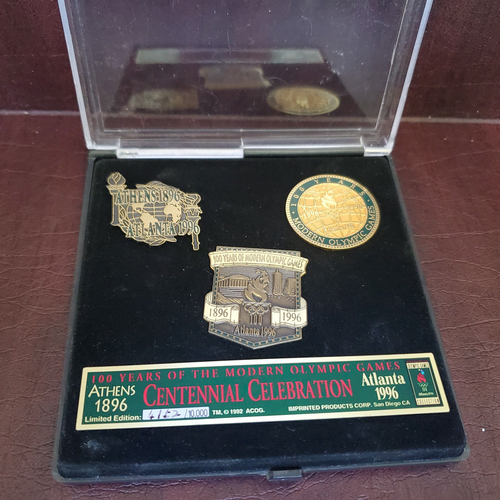 ATHENS 1896
ATLANTA 1996
100 YEARS
MODERN OLYMPIC GAMES
100 YEARS OF MODERN OLYMPIC GAMES
1896 1996
Atlanta 1996
100 YEARS OF THE MODERN OLYMPIC GAMES
ATHENS 1896
CENTENNIAL CELEBRATION
Atlanta 1996
Limited Edition: /10,000
TM, © 1992 ACOG.
IMPRINTED PRODUCTS CORP. San Diego CA